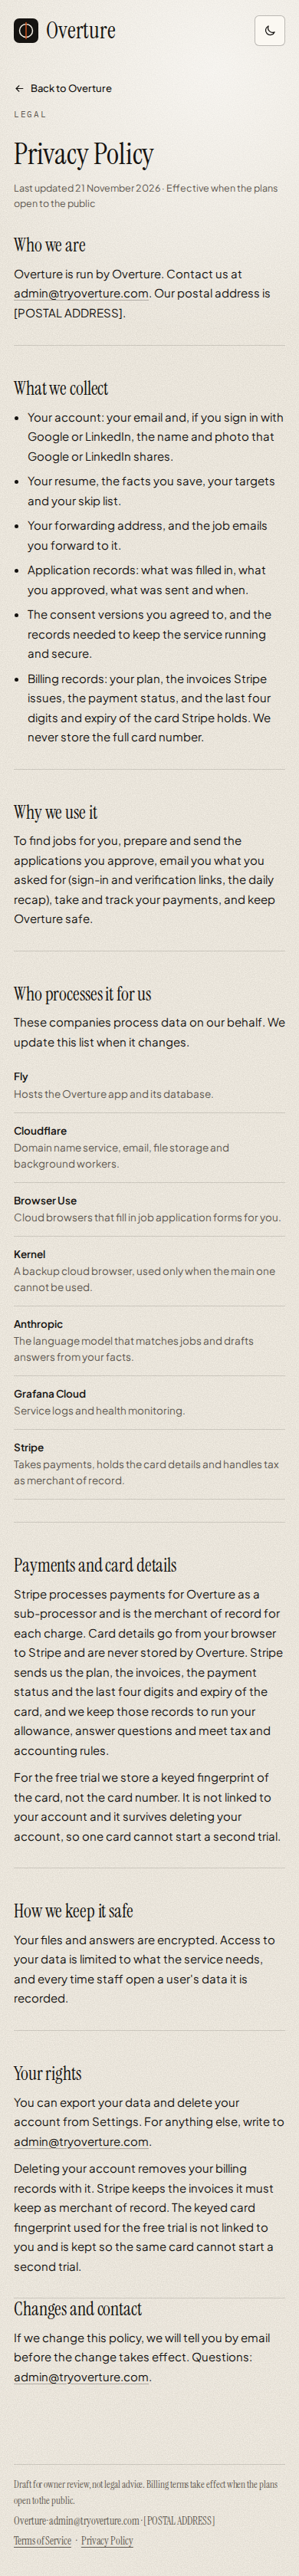 Overture
← Back to Overture
LEGAL
Privacy Policy
Last updated 21 November 2026 · Effective when the plans
open to the public
Who we are
Overture is run by Overture. Contact us at
admin@tryoverture.com. Our postal address is
[POSTAL ADDRESS].
What we collect
• Your account: your email and, if you sign in with
Google or LinkedIn, the name and photo that
Google or LinkedIn shares.
• Your resume, the facts you save, your targets
and your skip list.
• Your forwarding address, and the job emails
you forward to it.
• Application records: what was filled in, what
you approved, what was sent and when.
• The consent versions you agreed to, and the
records needed to keep the service running
and secure.
• Billing records: your plan, the invoices Stripe
issues, the payment status, and the last four
digits and expiry of the card Stripe holds. We
never store the full card number.
Why we use it
To find jobs for you, prepare and send the
applications you approve, email you what you
asked for (sign-in and verification links, the daily
recap), take and track your payments, and keep
Overture safe.
Who processes it for us
These companies process data on our behalf. We
update this list when it changes.
Fly
Hosts the Overture app and its database.
Cloudflare
Domain name service, email, file storage and
background workers.
Browser Use
Cloud browsers that fill in job application forms for you.
Kernel
A backup cloud browser, used only when the main one
cannot be used.
Anthropic
The language model that matches jobs and drafts
answers from your facts.
Grafana Cloud
Service logs and health monitoring.
Stripe
Takes payments, holds the card details and handles tax
as merchant of record.
Payments and card details
Stripe processes payments for Overture as a
sub-processor and is the merchant of record for
each charge. Card details go from your browser
to Stripe and are never stored by Overture. Stripe
sends us the plan, the invoices, the payment
status and the last four digits and expiry of the
card, and we keep those records to run your
allowance, answer questions and meet tax and
accounting rules.
For the free trial we store a keyed fingerprint of
the card, not the card number. It is not linked to
your account and it survives deleting your
account, so one card cannot start a second trial.
How we keep it safe
Your files and answers are encrypted. Access to
your data is limited to what the service needs,
and every time staff open a user's data it is
recorded.
Your rights
You can export your data and delete your
account from Settings. For anything else, write to
admin@tryoverture.com.
Deleting your account removes your billing
records with it. Stripe keeps the invoices it must
keep as merchant of record. The keyed card
fingerprint used for the free trial is not linked to
you and is kept so the same card cannot start a
second trial.
Changes and contact
If we change this policy, we will tell you by email
before the change takes effect. Questions:
admin@tryoverture.com.
Draft for owner review, not legal advice. Billing terms take effect when the plans
open to the public.
Overture · admin@tryoverture.com · [POSTAL ADDRESS]
Terms of Service · Privacy Policy